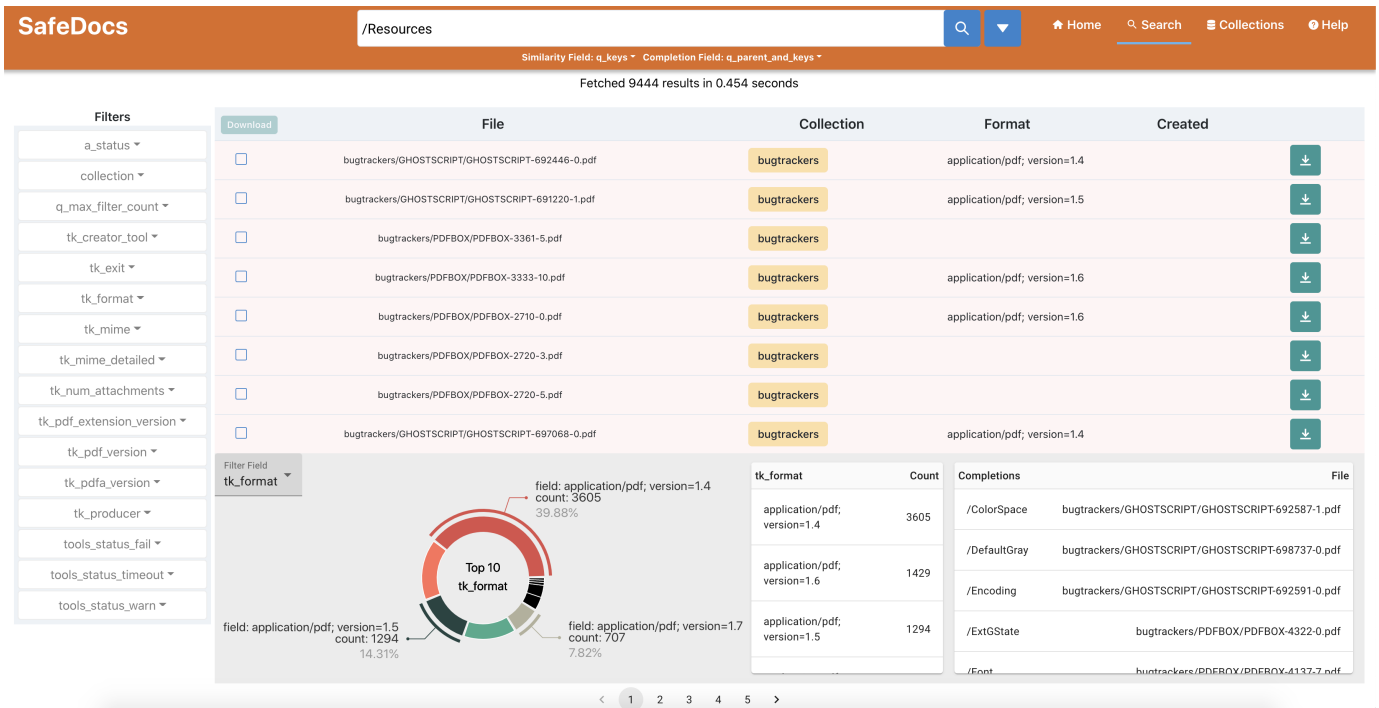 SafeDocs
/Resources
Home
Search
Collections
Help
Similarity Field: q_keys Completion Field: q_parent_and_keys
Fetched 9444 results in 0.454 seconds
Filters
a_status
collection
q_max_filter_count
tk_creator_tool
tk_exit
tk_format
tk_mime
tk_mime_detailed
tk_num_attachments
tk_pdf_extension_version
tk_pdf_version
tk_pdfa_version
tk_producer
tools_status_fail
tools_status_timeout
tools_status_warn
Download File Collection Format Created
bugtrackers/GHOSTSCRIPT/GHOSTSCRIPT-692446-0.pdf bugtrackers application/pdf; version=1.4
bugtrackers/GHOSTSCRIPT/GHOSTSCRIPT-691220-1.pdf bugtrackers application/pdf; version=1.5
bugtrackers/PDFBOX/PDFBOX-3361-5.pdf bugtrackers
bugtrackers/PDFBOX/PDFBOX-3333-10.pdf bugtrackers application/pdf; version=1.6
bugtrackers/PDFBOX/PDFBOX-2710-0.pdf bugtrackers application/pdf; version=1.6
bugtrackers/PDFBOX/PDFBOX-2720-3.pdf bugtrackers
bugtrackers/PDFBOX/PDFBOX-2720-5.pdf bugtrackers
bugtrackers/GHOSTSCRIPT/GHOSTSCRIPT-697068-0.pdf bugtrackers application/pdf; version=1.4
Filter Field
tk_format
field: application/pdf; version=1.4
count: 3605
39.88%
Top 10
tk_format
field: application/pdf; version=1.5
count: 1294
14.31%
field: application/pdf; version=1.7
count: 707
7.82%
tk_format Count
application/pdf;
version=1.4
3605
application/pdf;
version=1.6
1429
application/pdf;
version=1.5
1294
Completions File
/ColorSpace bugtrackers/GHOSTSCRIPT/GHOSTSCRIPT-692587-1.pdf
/DefaultGray bugtrackers/GHOSTSCRIPT/GHOSTSCRIPT-698737-0.pdf
/Encoding bugtrackers/GHOSTSCRIPT/GHOSTSCRIPT-692591-0.pdf
/ExtGState bugtrackers/PDFBOX/PDFBOX-4322-0.pdf
/Font bugtrackers/PDFBOX/PDFBOX-4137-7.pdf
< 1 2 3 4 5 >